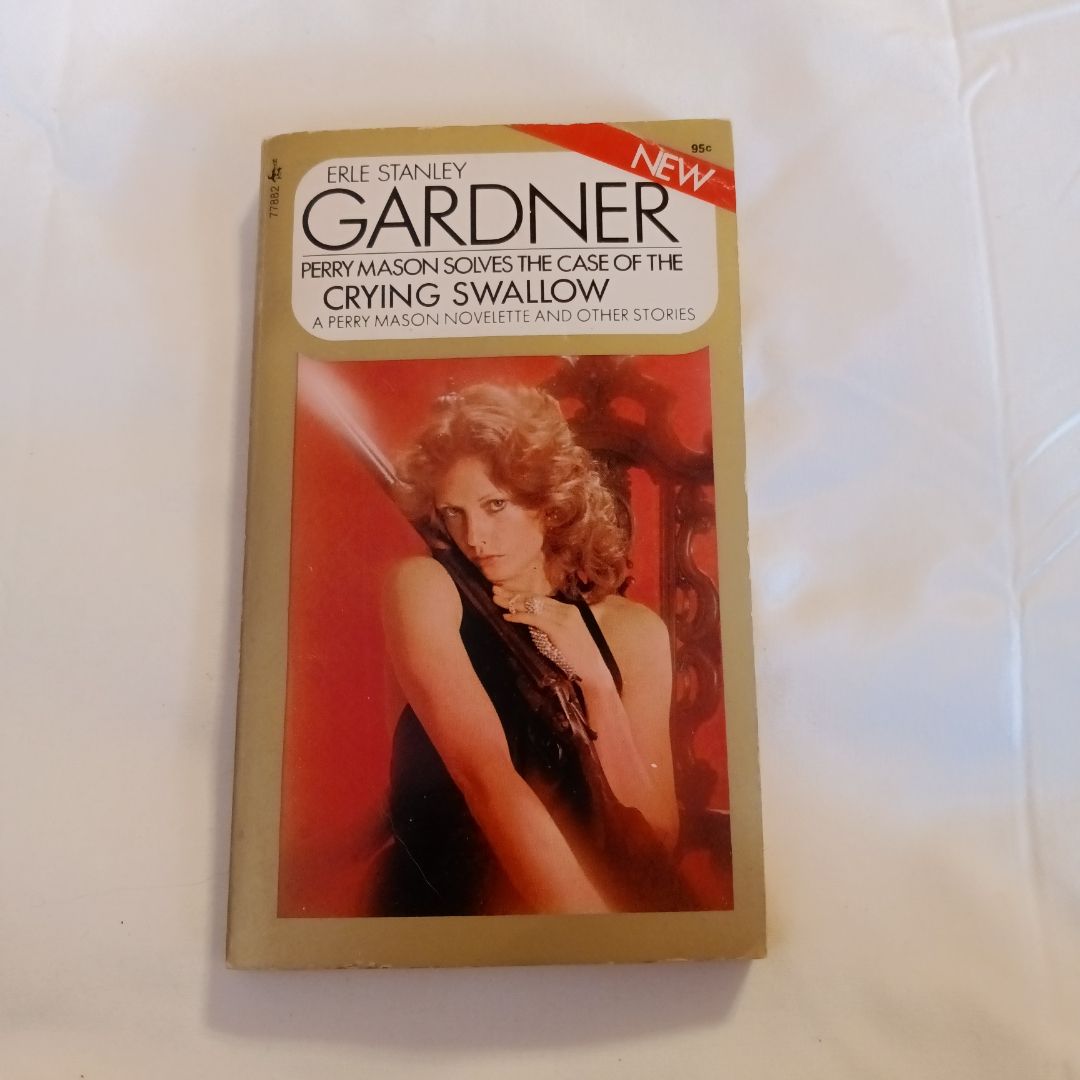 95c
NEW
77882
ERLE STANLEY
GARDNER
PERRY MASON SOLVES THE CASE OF THE
CRYING SWALLOW
A PERRY MASON NOVELETTE AND OTHER STORIES